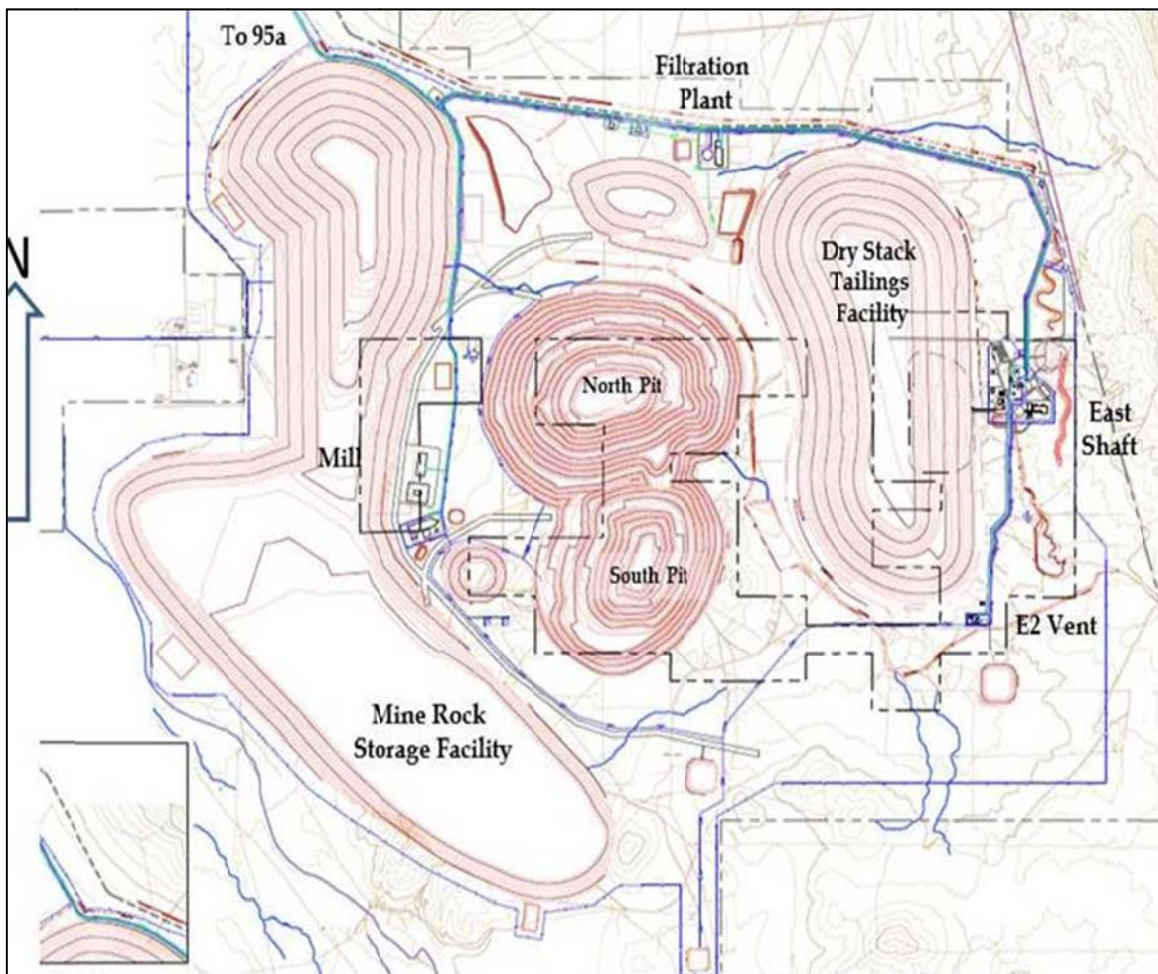 To 95a
Filtration
Plant
N
Dry Stack
Tailings
Facility
North Pit
East
Shaft
Mill
South Pit
E2 Vent
Mine Rock
Storage Facility